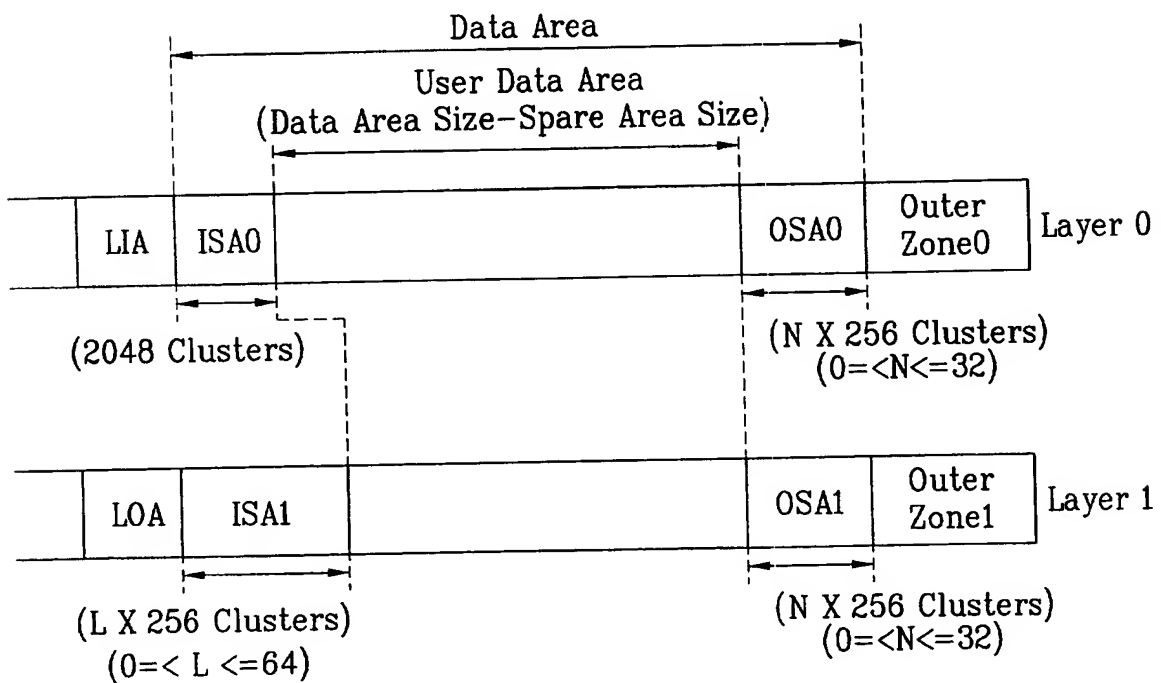 Data Area
User Data Area
(Data Area Size-Spare Area Size)
LIA
ISA0
OSA0
Outer
Zone0
Layer 0
(2048 Clusters)
(N X 256 Clusters)
(0=<N<=32)
LOA
ISA1
OSA1
Outer
Zone1
Layer 1
(L X 256 Clusters)
(0=< L <=64)
(N X 256 Clusters)
(0=<N<=32)